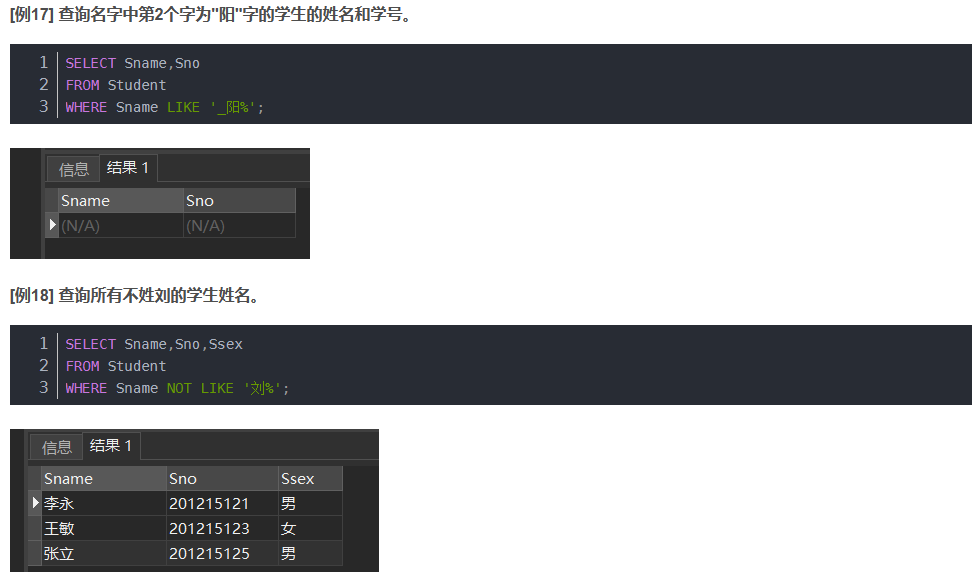 [例17] 查询名字中第2个字为"阳"字的学生的姓名和学号。
1 SELECT Sname,Sno
2 FROM Student
3 WHERE Sname LIKE '_阳%';
信息 结果 1
Sname Sno
(N/A) (N/A)
[例18] 查询所有不姓刘的学生姓名。
1 SELECT Sname,Sno,Ssex
2 FROM Student
3 WHERE Sname NOT LIKE '刘%';
信息 结果 1
Sname Sno Ssex
李永 201215121 男
王敏 201215123 女
张立 201215125 男